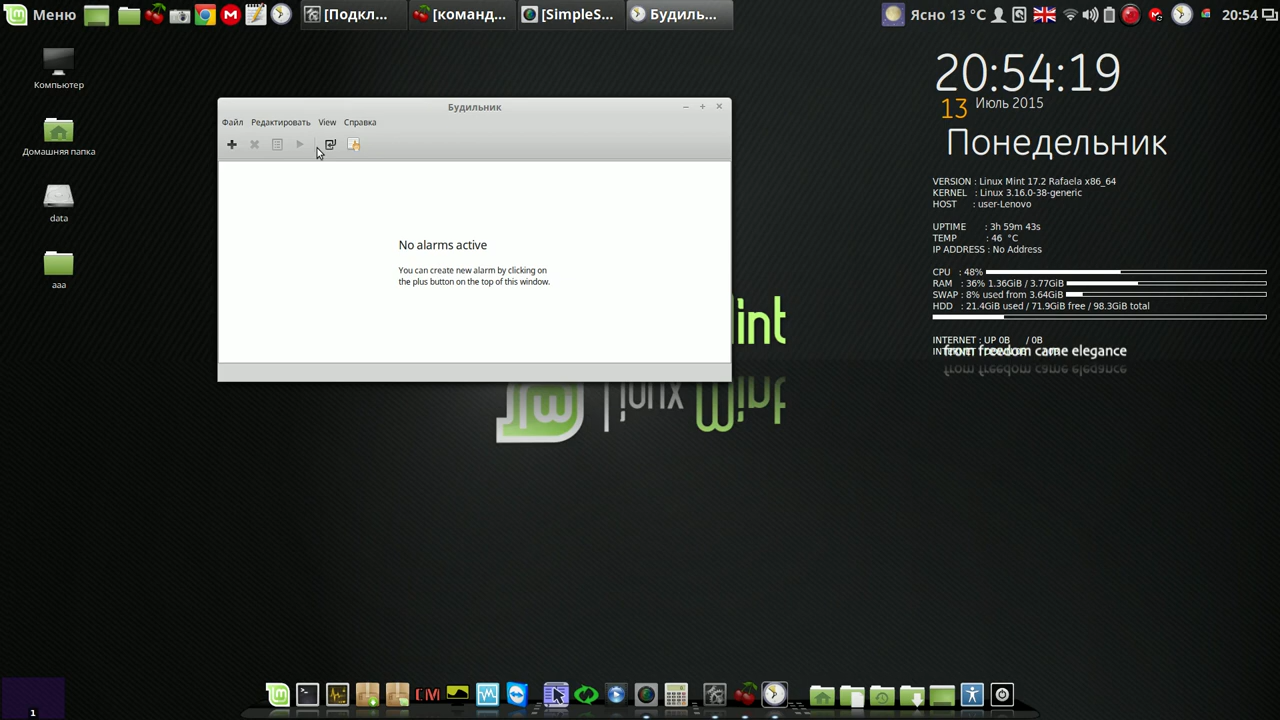 Меню
[Подкл...
[команд...
[SimpleS...
Будиль...
Ясно 13 °C
20:54
Компьютер
Домашняя папка
data
aaa
Будильник
Файл Редактировать View Справка
No alarms active
You can create new alarm by clicking on
the plus button on the top of this window.
20:54:19
13 Июль 2015
Понедельник
VERSION : Linux Mint 17.2 Rafaela x86_64
KERNEL : Linux 3.16.0-38-generic
HOST : user-Lenovo
UPTIME : 3h 59m 43s
TEMP : 46 °C
IP ADDRESS : No Address
CPU : 48%
RAM : 36% 1.36GiB / 3.77GiB
SWAP : 8% used from 3.64GiB
HDD : 21.4GiB used / 71.9GiB free / 98.3GiB total
INTERNET : UP 0B / 0B
from freedom came elegance
int
1